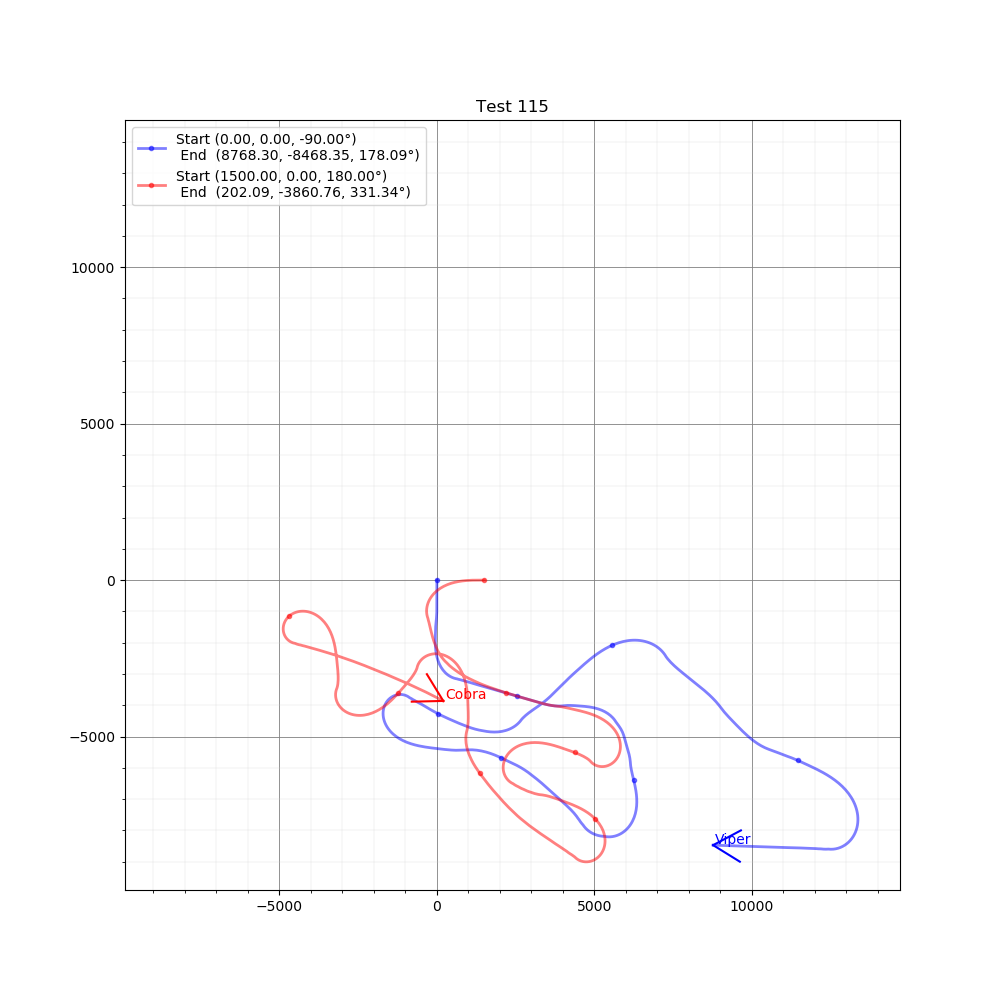 Test 115
Start (0.00, 0.00, -90.00°)
End  (8768.30, -8468.35, 178.09°)
Start (1500.00, 0.00, 180.00°)
End  (202.09, -3860.76, 331.34°)
10000
5000
0
−5000
Cobra
Viper
−5000
0
5000
10000